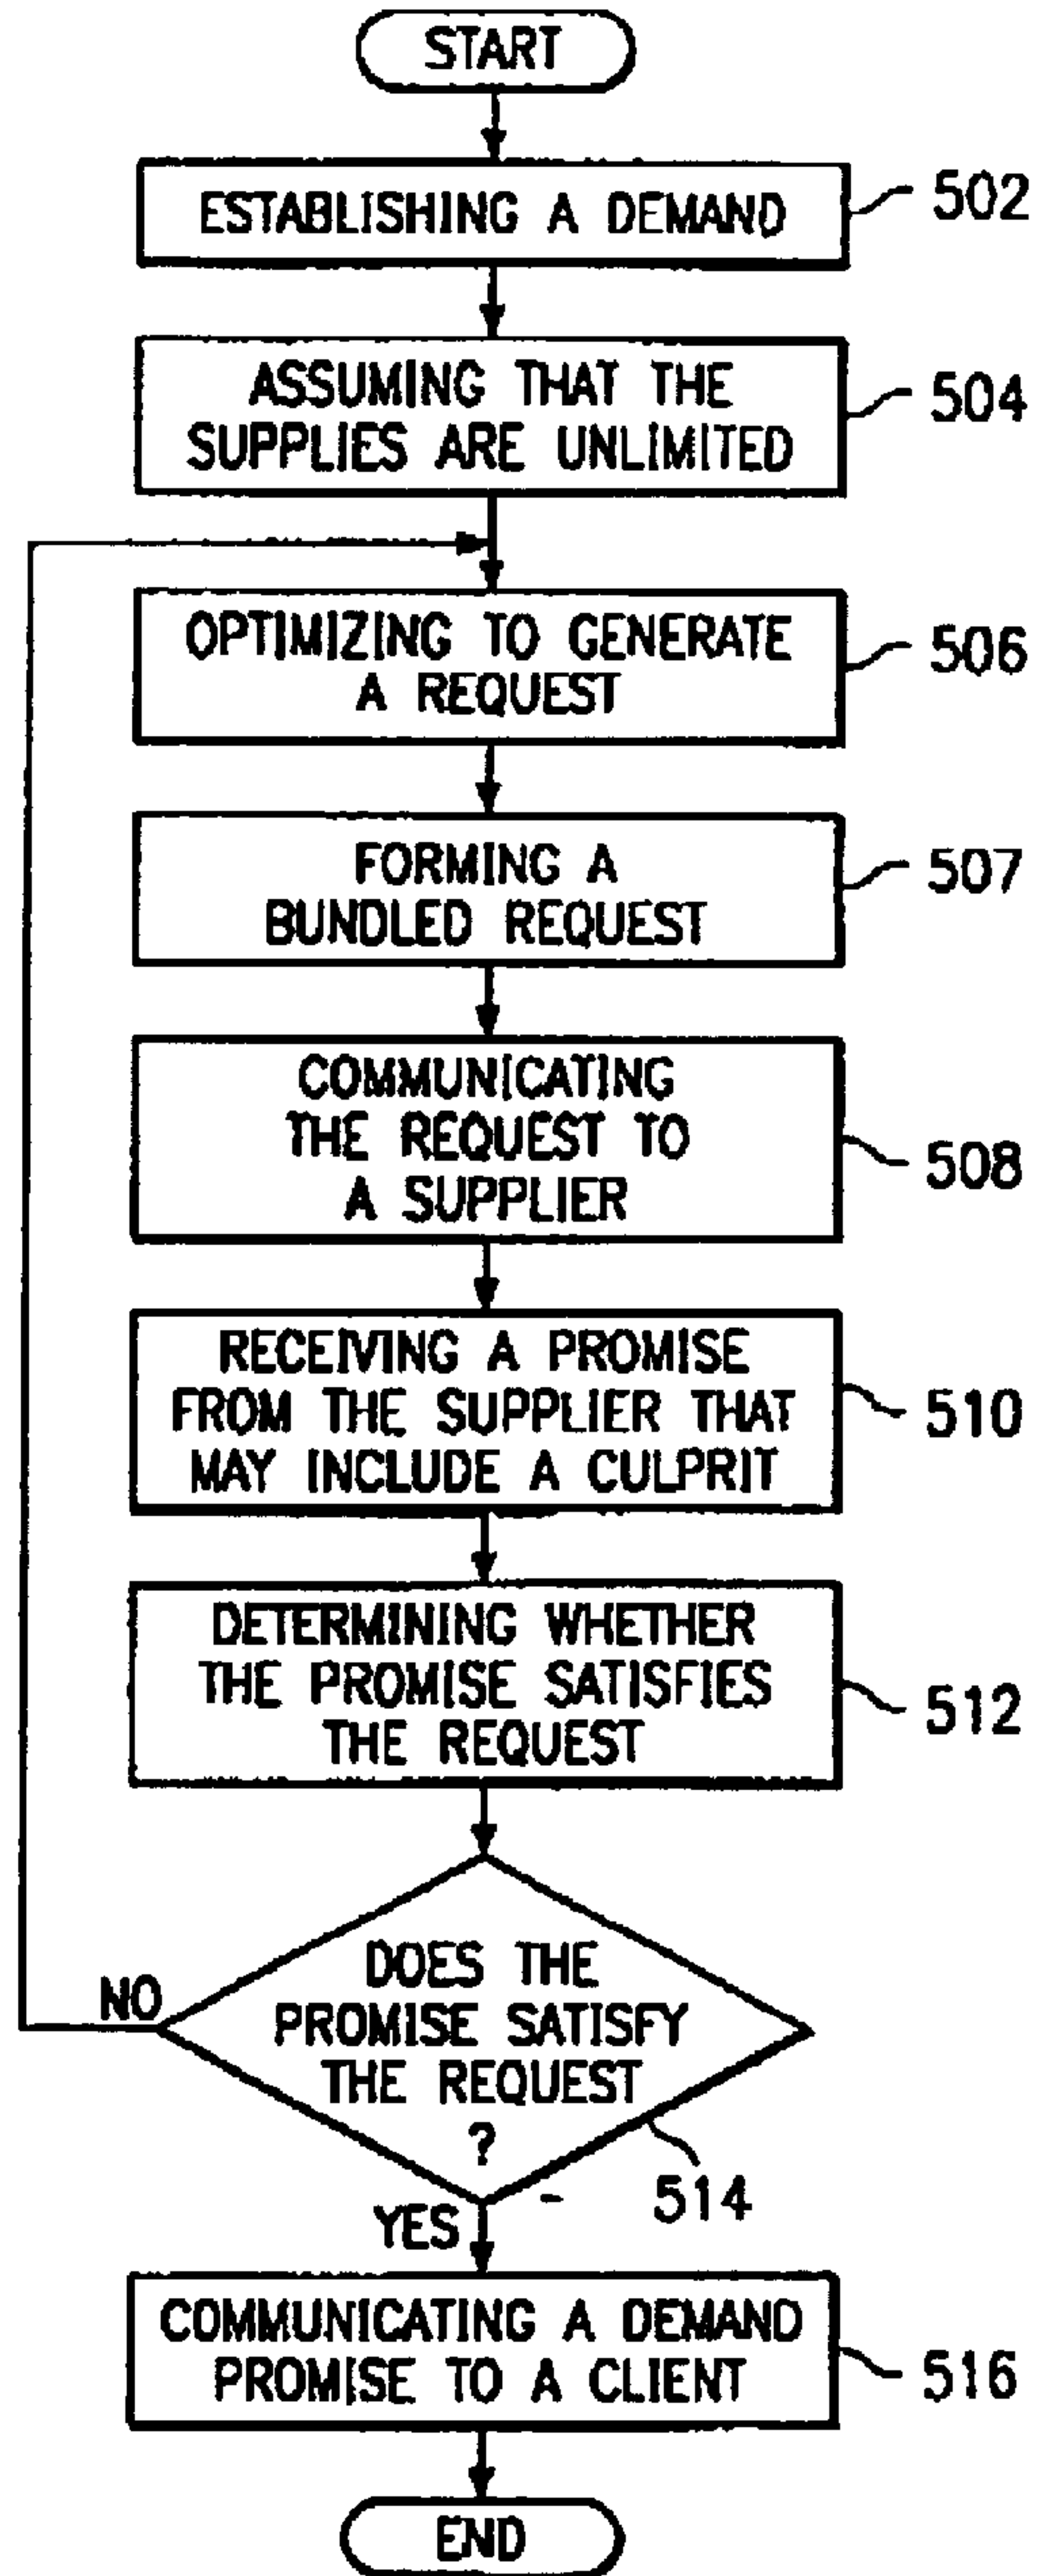 START
ESTABLISHING A DEMAND
502
ASSUMING THAT THE
SUPPLIES ARE UNLIMITED
504
OPTIMIZING TO GENERATE
A REQUEST
506
FORMING A
BUNDLED REQUEST
507
COMMUNICATING
THE REQUEST TO
A SUPPLIER
508
RECEIVING A PROMISE
FROM THE SUPPLIER THAT
MAY INCLUDE A CULPRIT
510
DETERMINING WHETHER
THE PROMISE SATISFIES
THE REQUEST
512
DOES THE
PROMISE SATISFY
THE REQUEST
?
NO
514
YES
COMMUNICATING A DEMAND
PROMISE TO A CLIENT
516
END